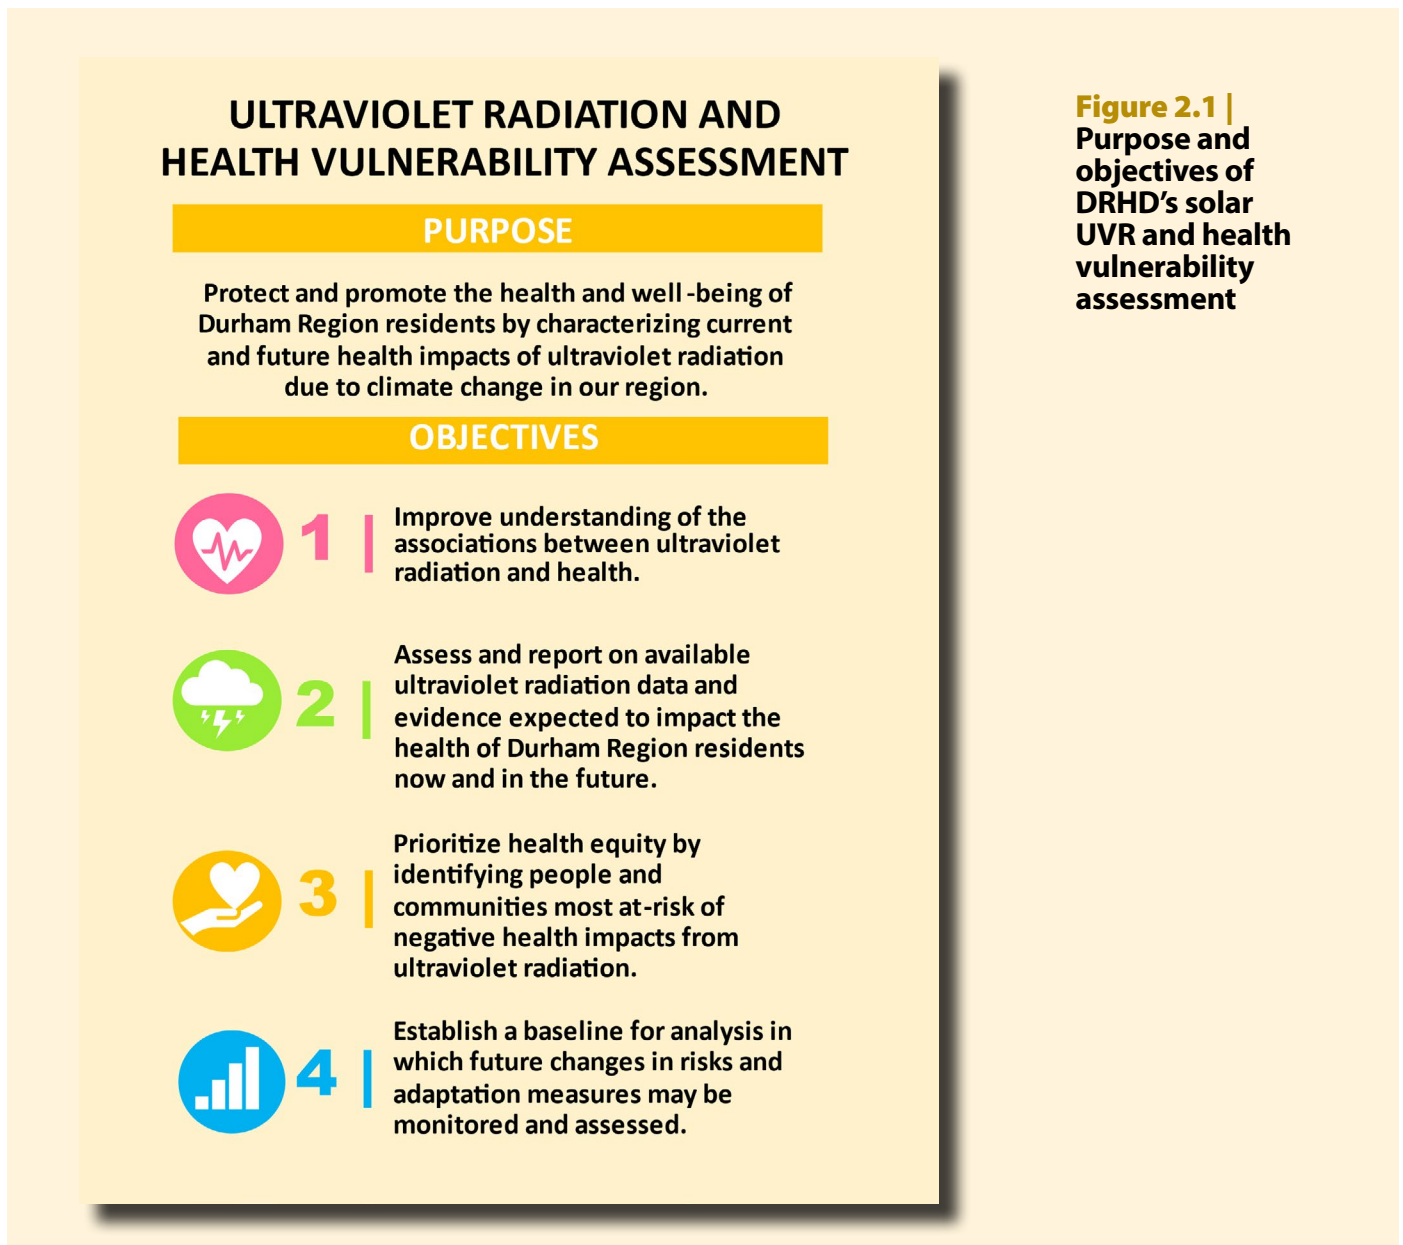 ULTRAVIOLET RADIATION AND
HEALTH VULNERABILITY ASSESSMENT
PURPOSE
Protect and promote the health and well-being of
Durham Region residents by characterizing current
and future health impacts of ultraviolet radiation
due to climate change in our region.
OBJECTIVES
1 | Improve understanding of the
associations between ultraviolet
radiation and health.
2 | Assess and report on available
ultraviolet radiation data and
evidence expected to impact the
health of Durham Region residents
now and in the future.
3 | Prioritize health equity by
identifying people and
communities most at-risk of
negative health impacts from
ultraviolet radiation.
4 | Establish a baseline for analysis in
which future changes in risks and
adaptation measures may be
monitored and assessed.
Figure 2.1 |
Purpose and
objectives of
DRHD’s solar
UVR and health
vulnerability
assessment